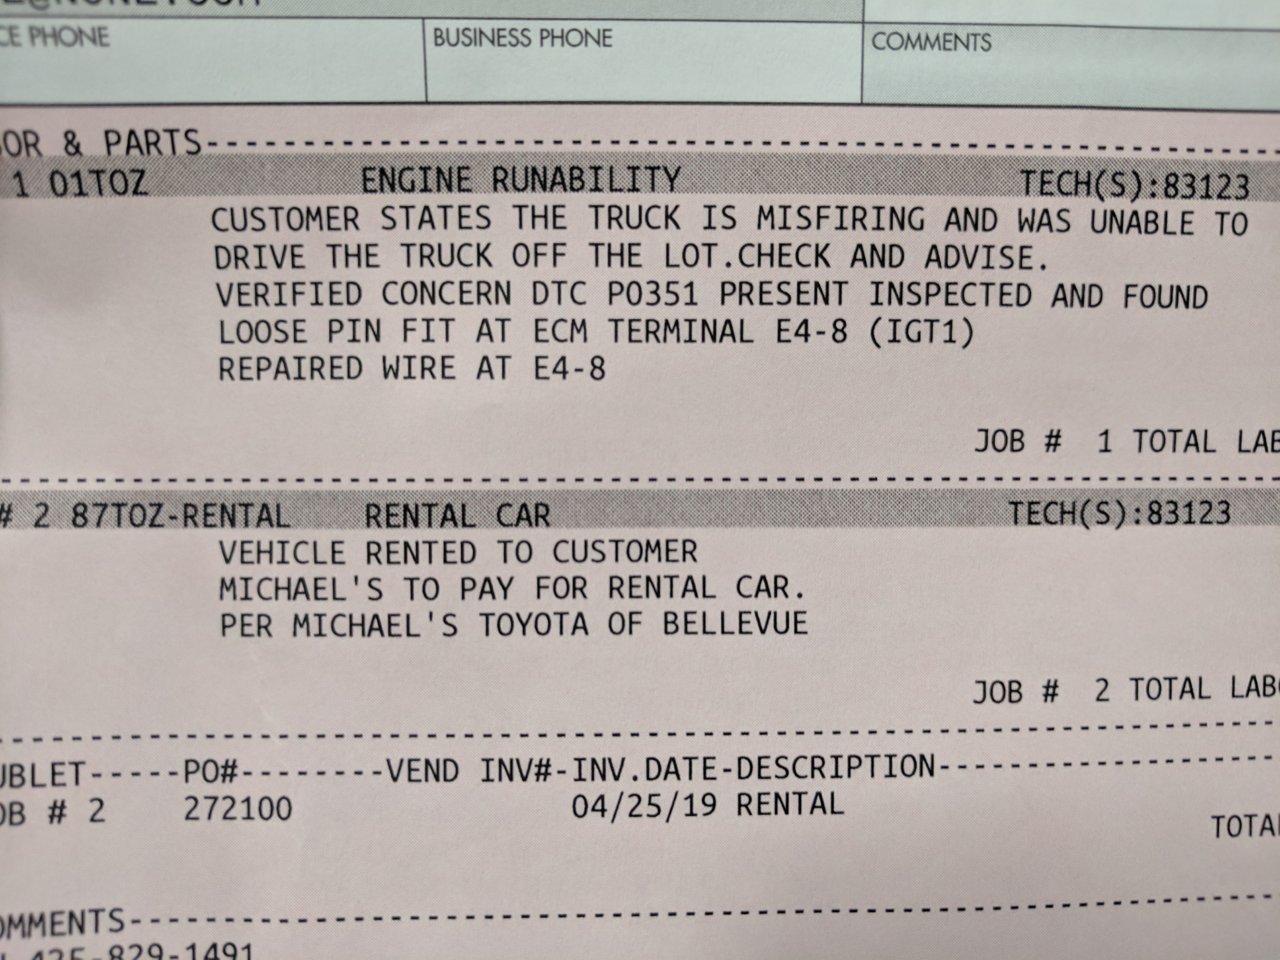 CE PHONE
BUSINESS PHONE
COMMENTS
OR & PARTS--------------------------------
1 01TOZ ENGINE RUNABILITY TECH(S):83123
CUSTOMER STATES THE TRUCK IS MISFIRING AND WAS UNABLE TO
DRIVE THE TRUCK OFF THE LOT.CHECK AND ADVISE.
VERIFIED CONCERN DTC P0351 PRESENT INSPECTED AND FOUND
LOOSE PIN FIT AT ECM TERMINAL E4-8 (IGT1)
REPAIRED WIRE AT E4-8
JOB # 1 TOTAL LAB
# 2 87TOZ-RENTAL RENTAL CAR TECH(S):83123
VEHICLE RENTED TO CUSTOMER
MICHAEL'S TO PAY FOR RENTAL CAR.
PER MICHAEL'S TOYOTA OF BELLEVUE
JOB # 2 TOTAL LAB
UBLET-----PO#--------VEND INV#-INV.DATE-DESCRIPTION----------------
OB # 2 272100 04/25/19 RENTAL
TOTA
OMMENTS--------------------------------
425-829-1491